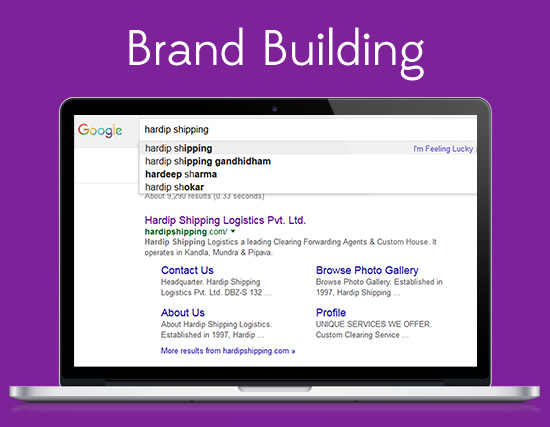 Brand Building
Google
hardip shipping
hardip shipping
I'm Feeling Lucky
hardip shipping gandhidham
hardeep sharma
hardip shokar
About 9,290 results (0.33 seconds)
Hardip Shipping Logistics Pvt. Ltd.
hardipshipping.com/
Hardip Shipping Logistics a leading Clearing Forwarding Agents & Custom House. It
operates in Kandla, Mundra & Pipava.
Contact Us
Headquarter. Hardip Shipping
Logistics Pvt. Ltd. DBZ-S 132 ...
Browse Photo Gallery
Browse Photo Gallery. Established in
1997, Hardip Shipping ...
About Us
About Hardip Shipping Logistics.
Established in 1997, Hardip ...
Profile
UNIQUE SERVICES WE OFFER.
Custom Clearing Service ...
More results from hardipshipping.com »